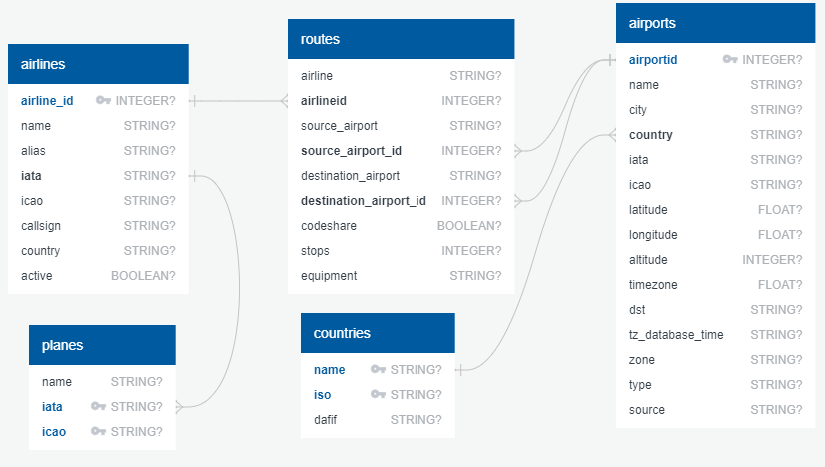 airlines
airline_id INTEGER?
name STRING?
alias STRING?
iata STRING?
icao STRING?
callsign STRING?
country STRING?
active BOOLEAN?
routes
airline STRING?
airlineid INTEGER?
source_airport STRING?
source_airport_id INTEGER?
destination_airport STRING?
destination_airport_id INTEGER?
codeshare BOOLEAN?
stops INTEGER?
equipment STRING?
airports
airportid INTEGER?
name STRING?
city STRING?
country STRING?
iata STRING?
icao STRING?
latitude FLOAT?
longitude FLOAT?
altitude INTEGER?
timezone FLOAT?
dst STRING?
tz_database_time STRING?
zone STRING?
type STRING?
source STRING?
planes
name STRING?
iata STRING?
icao STRING?
countries
name STRING?
iso STRING?
dafif STRING?